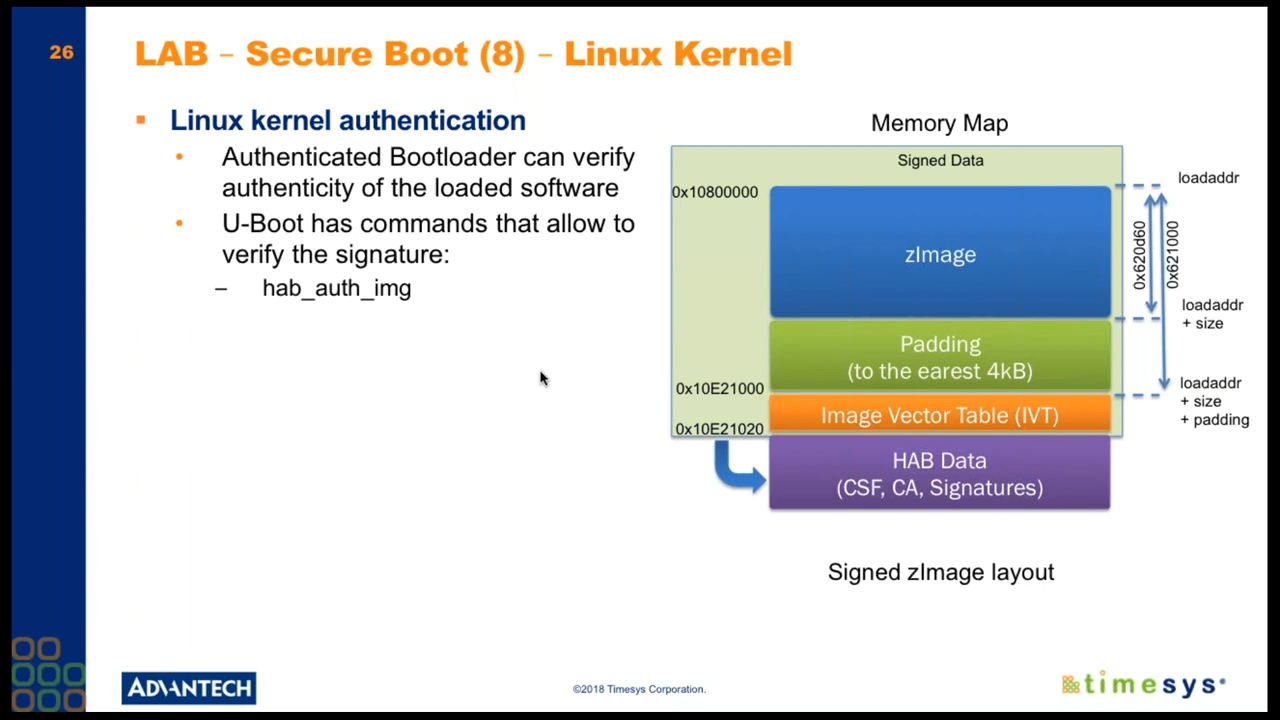 26
LAB – Secure Boot (8) – Linux Kernel
Linux kernel authentication
Authenticated Bootloader can verify
authenticity of the loaded software
U-Boot has commands that allow to
verify the signature:
– hab_auth_img
Memory Map
Signed Data
0x10800000
zImage
Padding
(to the earest 4kB)
0x10E21000
Image Vector Table (IVT)
0x10E21020
HAB Data
(CSF, CA, Signatures)
loadaddr
0x620d60
0x621000
loadaddr
+ size
loadaddr
+ size
+ padding
Signed zImage layout
ADVANTECH
©2018 Timesys Corporation.
timesys